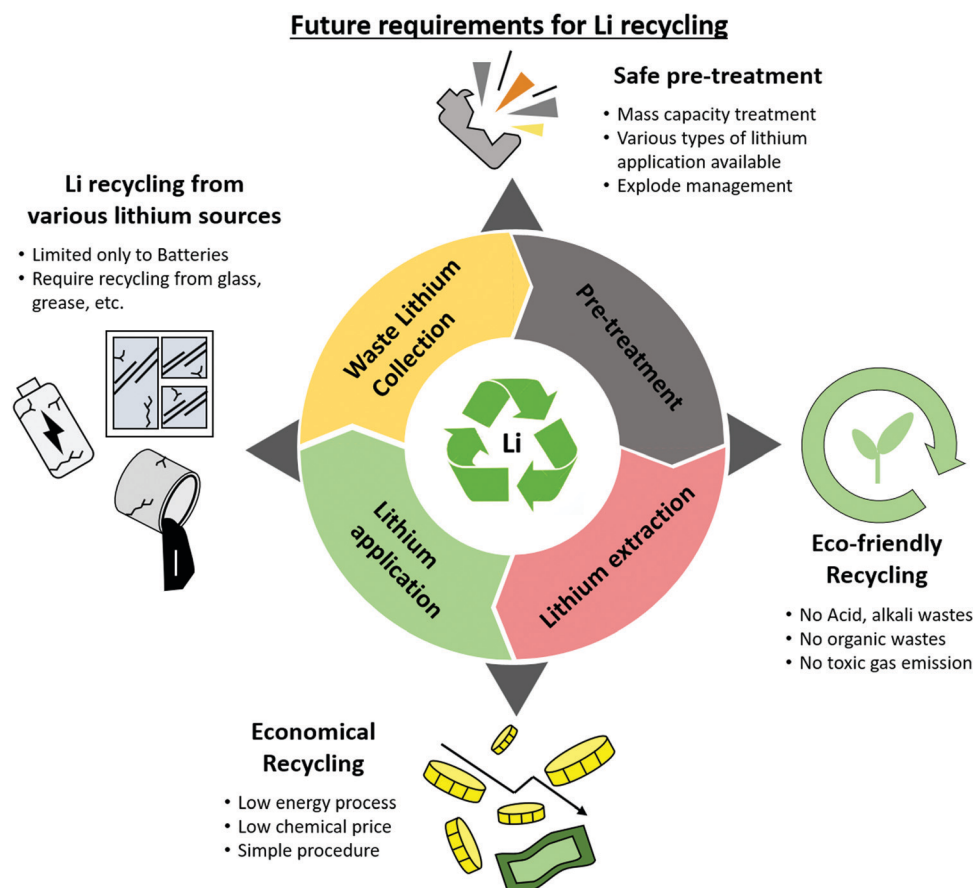 Future requirements for Li recycling
Safe pre-treatment
• Mass capacity treatment
• Various types of lithium
application available
• Explode management
Li recycling from
various lithium sources
• Limited only to Batteries
• Require recycling from glass,
grease, etc.
Waste Lithium
Collection
Pre-treatment
Li
Lithium
application
Lithium extraction
Eco-friendly
Recycling
• No Acid, alkali wastes
• No organic wastes
• No toxic gas emission
Economical
Recycling
• Low energy process
• Low chemical price
• Simple procedure